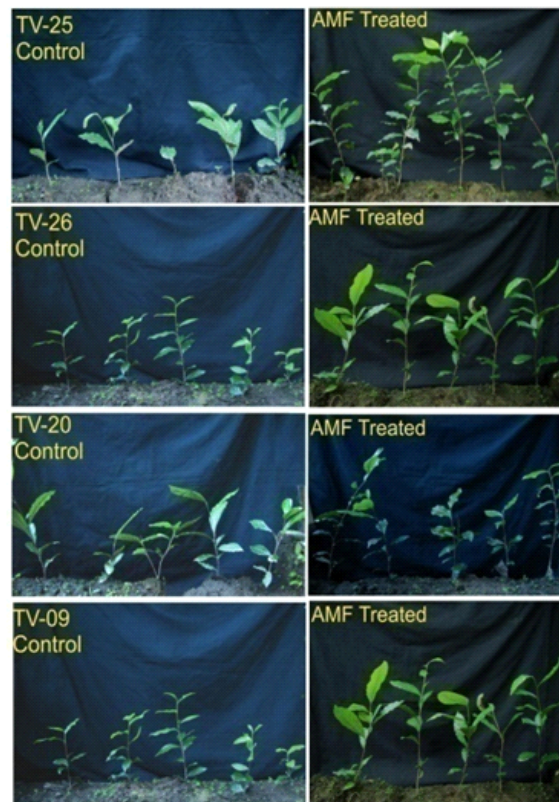 TV-25
Control
AMF Treated
TV-26
Control
AMF Treated
TV-20
Control
AMF Treated
TV-09
Control
AMF Treated